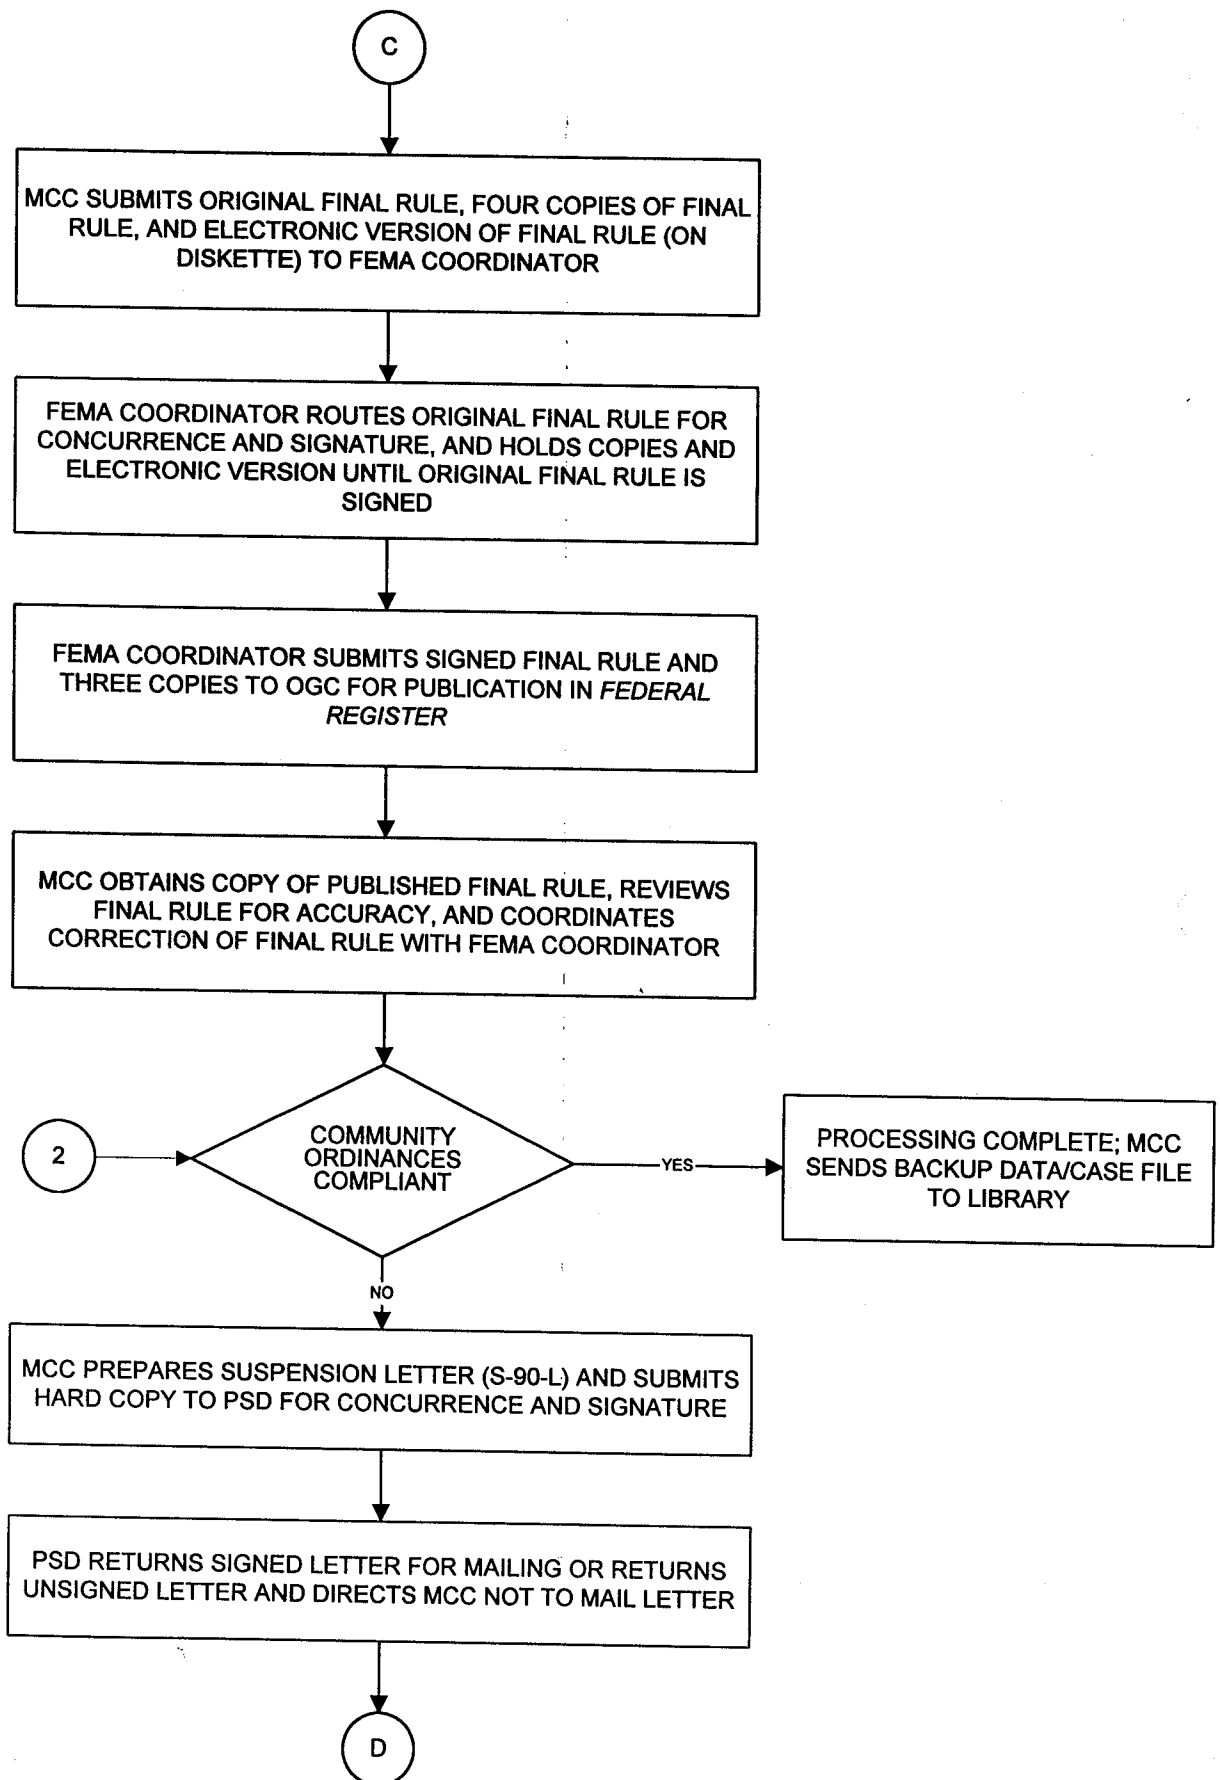 C
MCC SUBMITS ORIGINAL FINAL RULE, FOUR COPIES OF FINAL
RULE, AND ELECTRONIC VERSION OF FINAL RULE (ON
DISKETTE) TO FEMA COORDINATOR
FEMA COORDINATOR ROUTES ORIGINAL FINAL RULE FOR
CONCURRENCE AND SIGNATURE, AND HOLDS COPIES AND
ELECTRONIC VERSION UNTIL ORIGINAL FINAL RULE IS
SIGNED
FEMA COORDINATOR SUBMITS SIGNED FINAL RULE AND
THREE COPIES TO OGC FOR PUBLICATION IN FEDERAL
REGISTER
MCC OBTAINS COPY OF PUBLISHED FINAL RULE, REVIEWS
FINAL RULE FOR ACCURACY, AND COORDINATES
CORRECTION OF FINAL RULE WITH FEMA COORDINATOR
2
COMMUNITY
ORDINANCES
COMPLIANT
YES
PROCESSING COMPLETE; MCC
SENDS BACKUP DATA/CASE FILE
TO LIBRARY
NO
MCC PREPARES SUSPENSION LETTER (S-90-L) AND SUBMITS
HARD COPY TO PSD FOR CONCURRENCE AND SIGNATURE
PSD RETURNS SIGNED LETTER FOR MAILING OR RETURNS
UNSIGNED LETTER AND DIRECTS MCC NOT TO MAIL LETTER
D